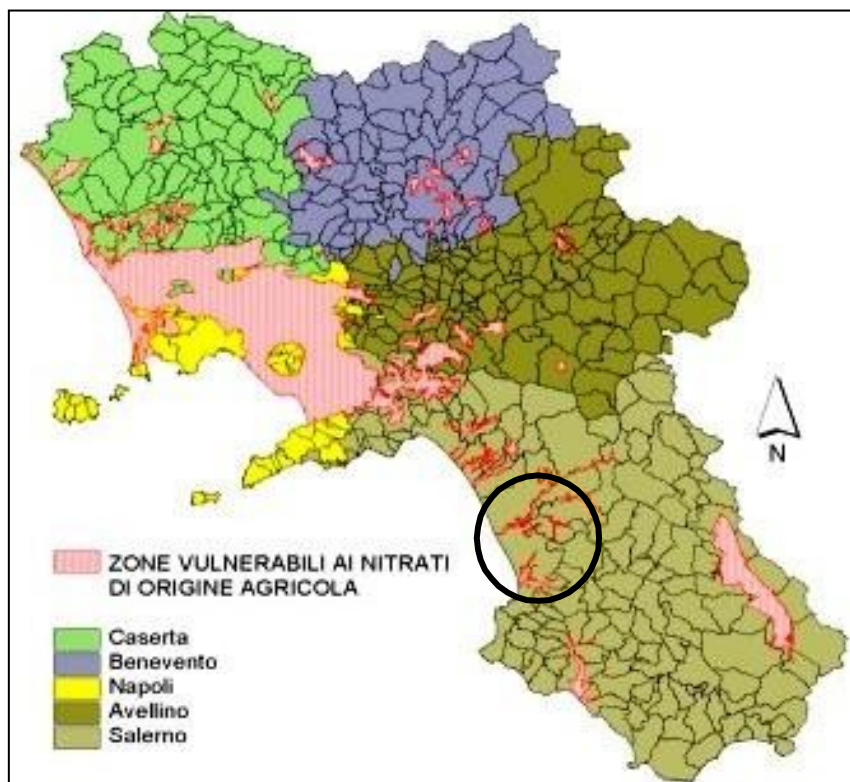 N
ZONE VULNERABILI AI NITRATI
DI ORIGINE AGRICOLA
Caserta
Benevento
Napoli
Avellino
Salerno